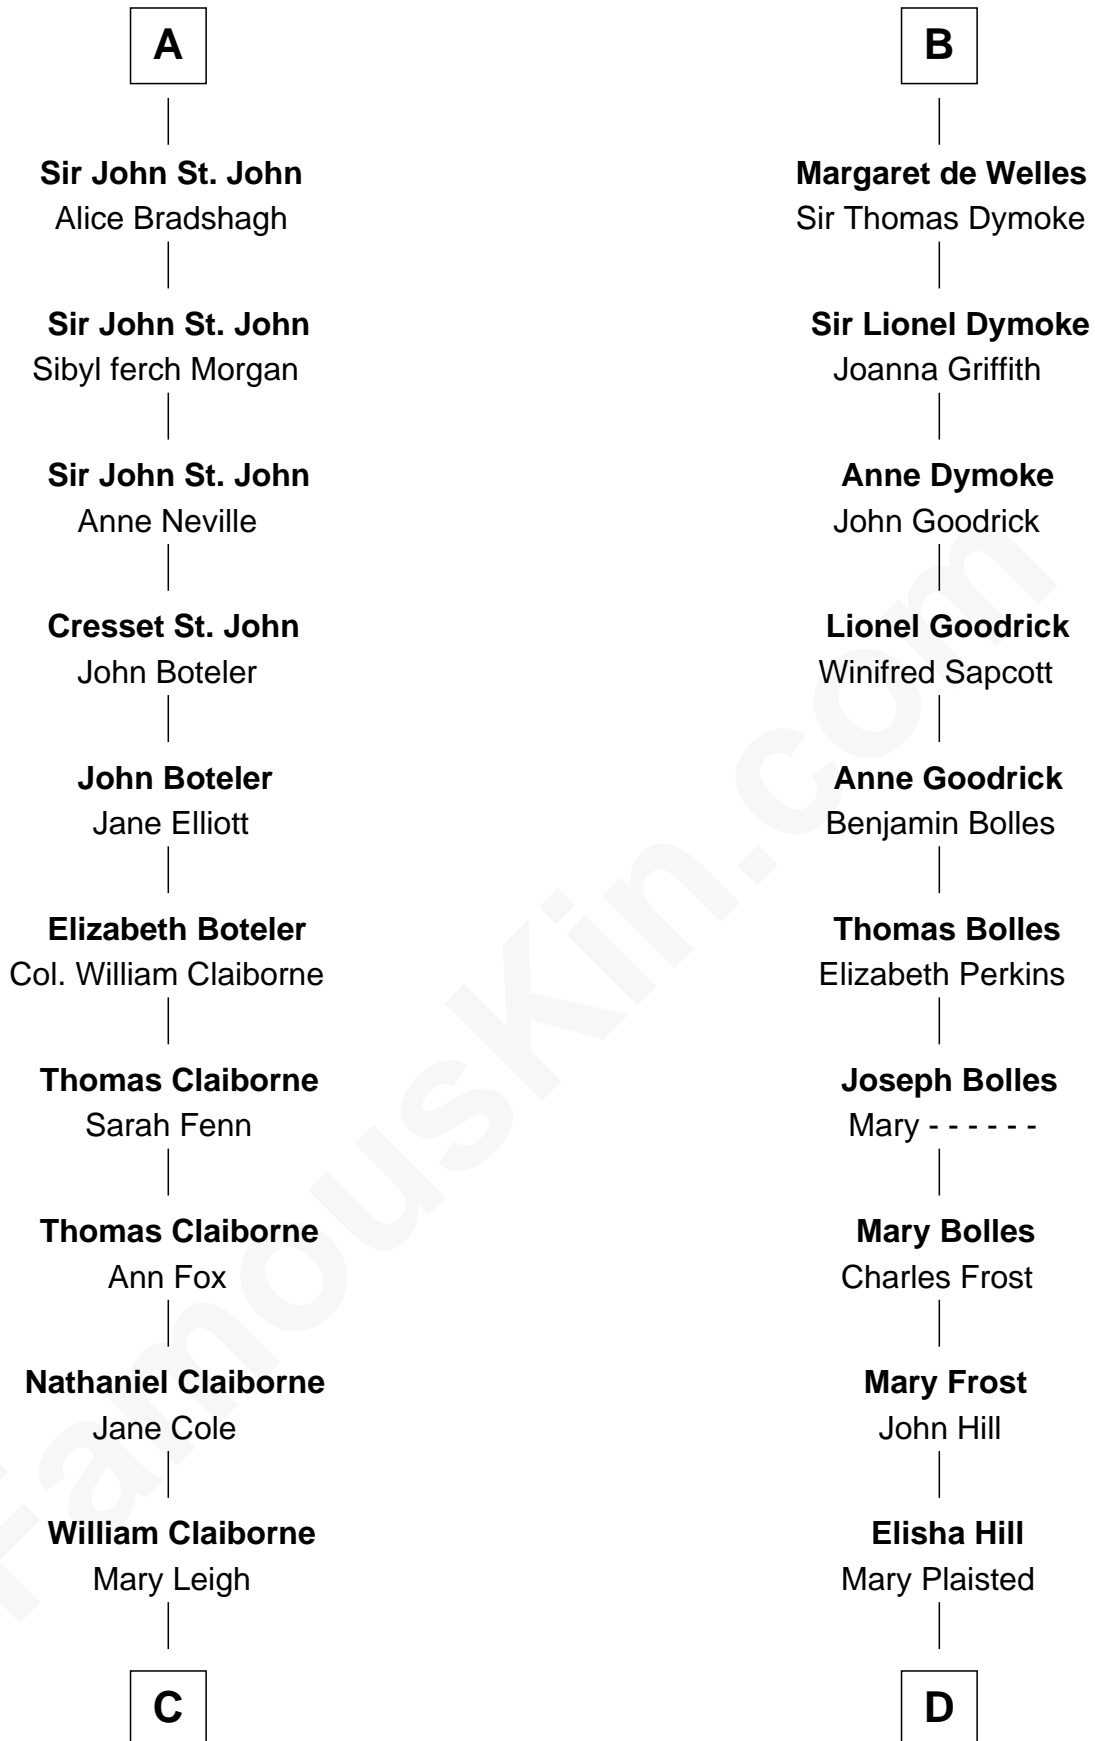 A
Sir John St. John
Alice Bradshagh
Sir John St. John
Sibyl ferch Morgan
Sir John St. John
Anne Neville
Cresset St. John
John Boteler
John Boteler
Jane Elliott
Elizabeth Boteler
Col. William Claiborne
Thomas Claiborne
Sarah Fenn
Thomas Claiborne
Ann Fox
Nathaniel Claiborne
Jane Cole
William Claiborne
Mary Leigh
C
B
Margaret de Welles
Sir Thomas Dymoke
Sir Lionel Dymoke
Joanna Griffith
Anne Dymoke
John Goodrick
Lionel Goodrick
Winifred Sapcott
Anne Goodrick
Benjamin Bolles
Thomas Bolles
Elizabeth Perkins
Joseph Bolles
Mary - - - - - -
Mary Bolles
Charles Frost
Mary Frost
John Hill
Elisha Hill
Mary Plaisted
D
FamousKin.com